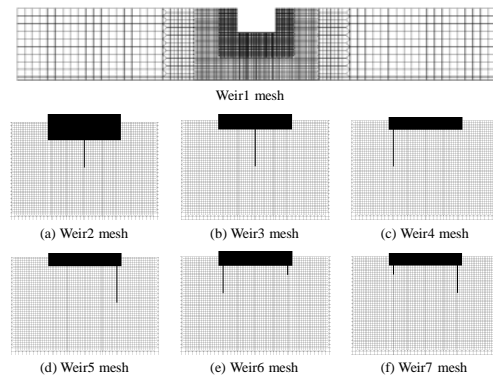 Weir1 mesh
(a) Weir2 mesh
(b) Weir3 mesh
(c) Weir4 mesh
(d) Weir5 mesh
(e) Weir6 mesh
(f) Weir7 mesh